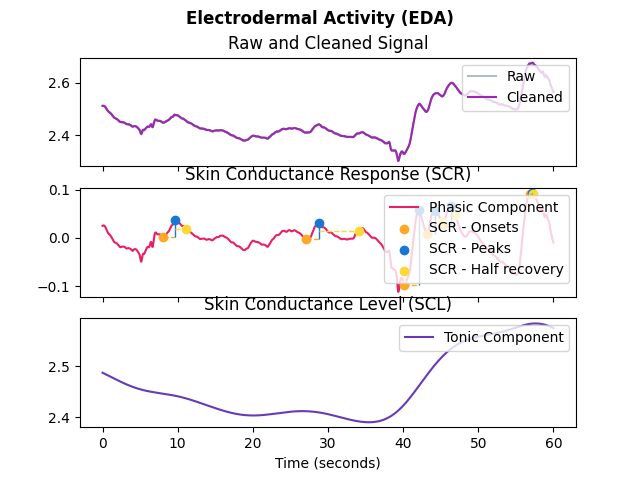 Electrodermal Activity (EDA)
Raw and Cleaned Signal
2.6
2.4
Raw
Cleaned
Skin Conductance Response (SCR)
0.1
0.0
−0.1
Phasic Component
SCR - Onsets
SCR - Peaks
SCR - Half recovery
Skin Conductance Level (SCL)
2.5
2.4
Tonic Component
0 10 20 30 40 50 60
Time (seconds)